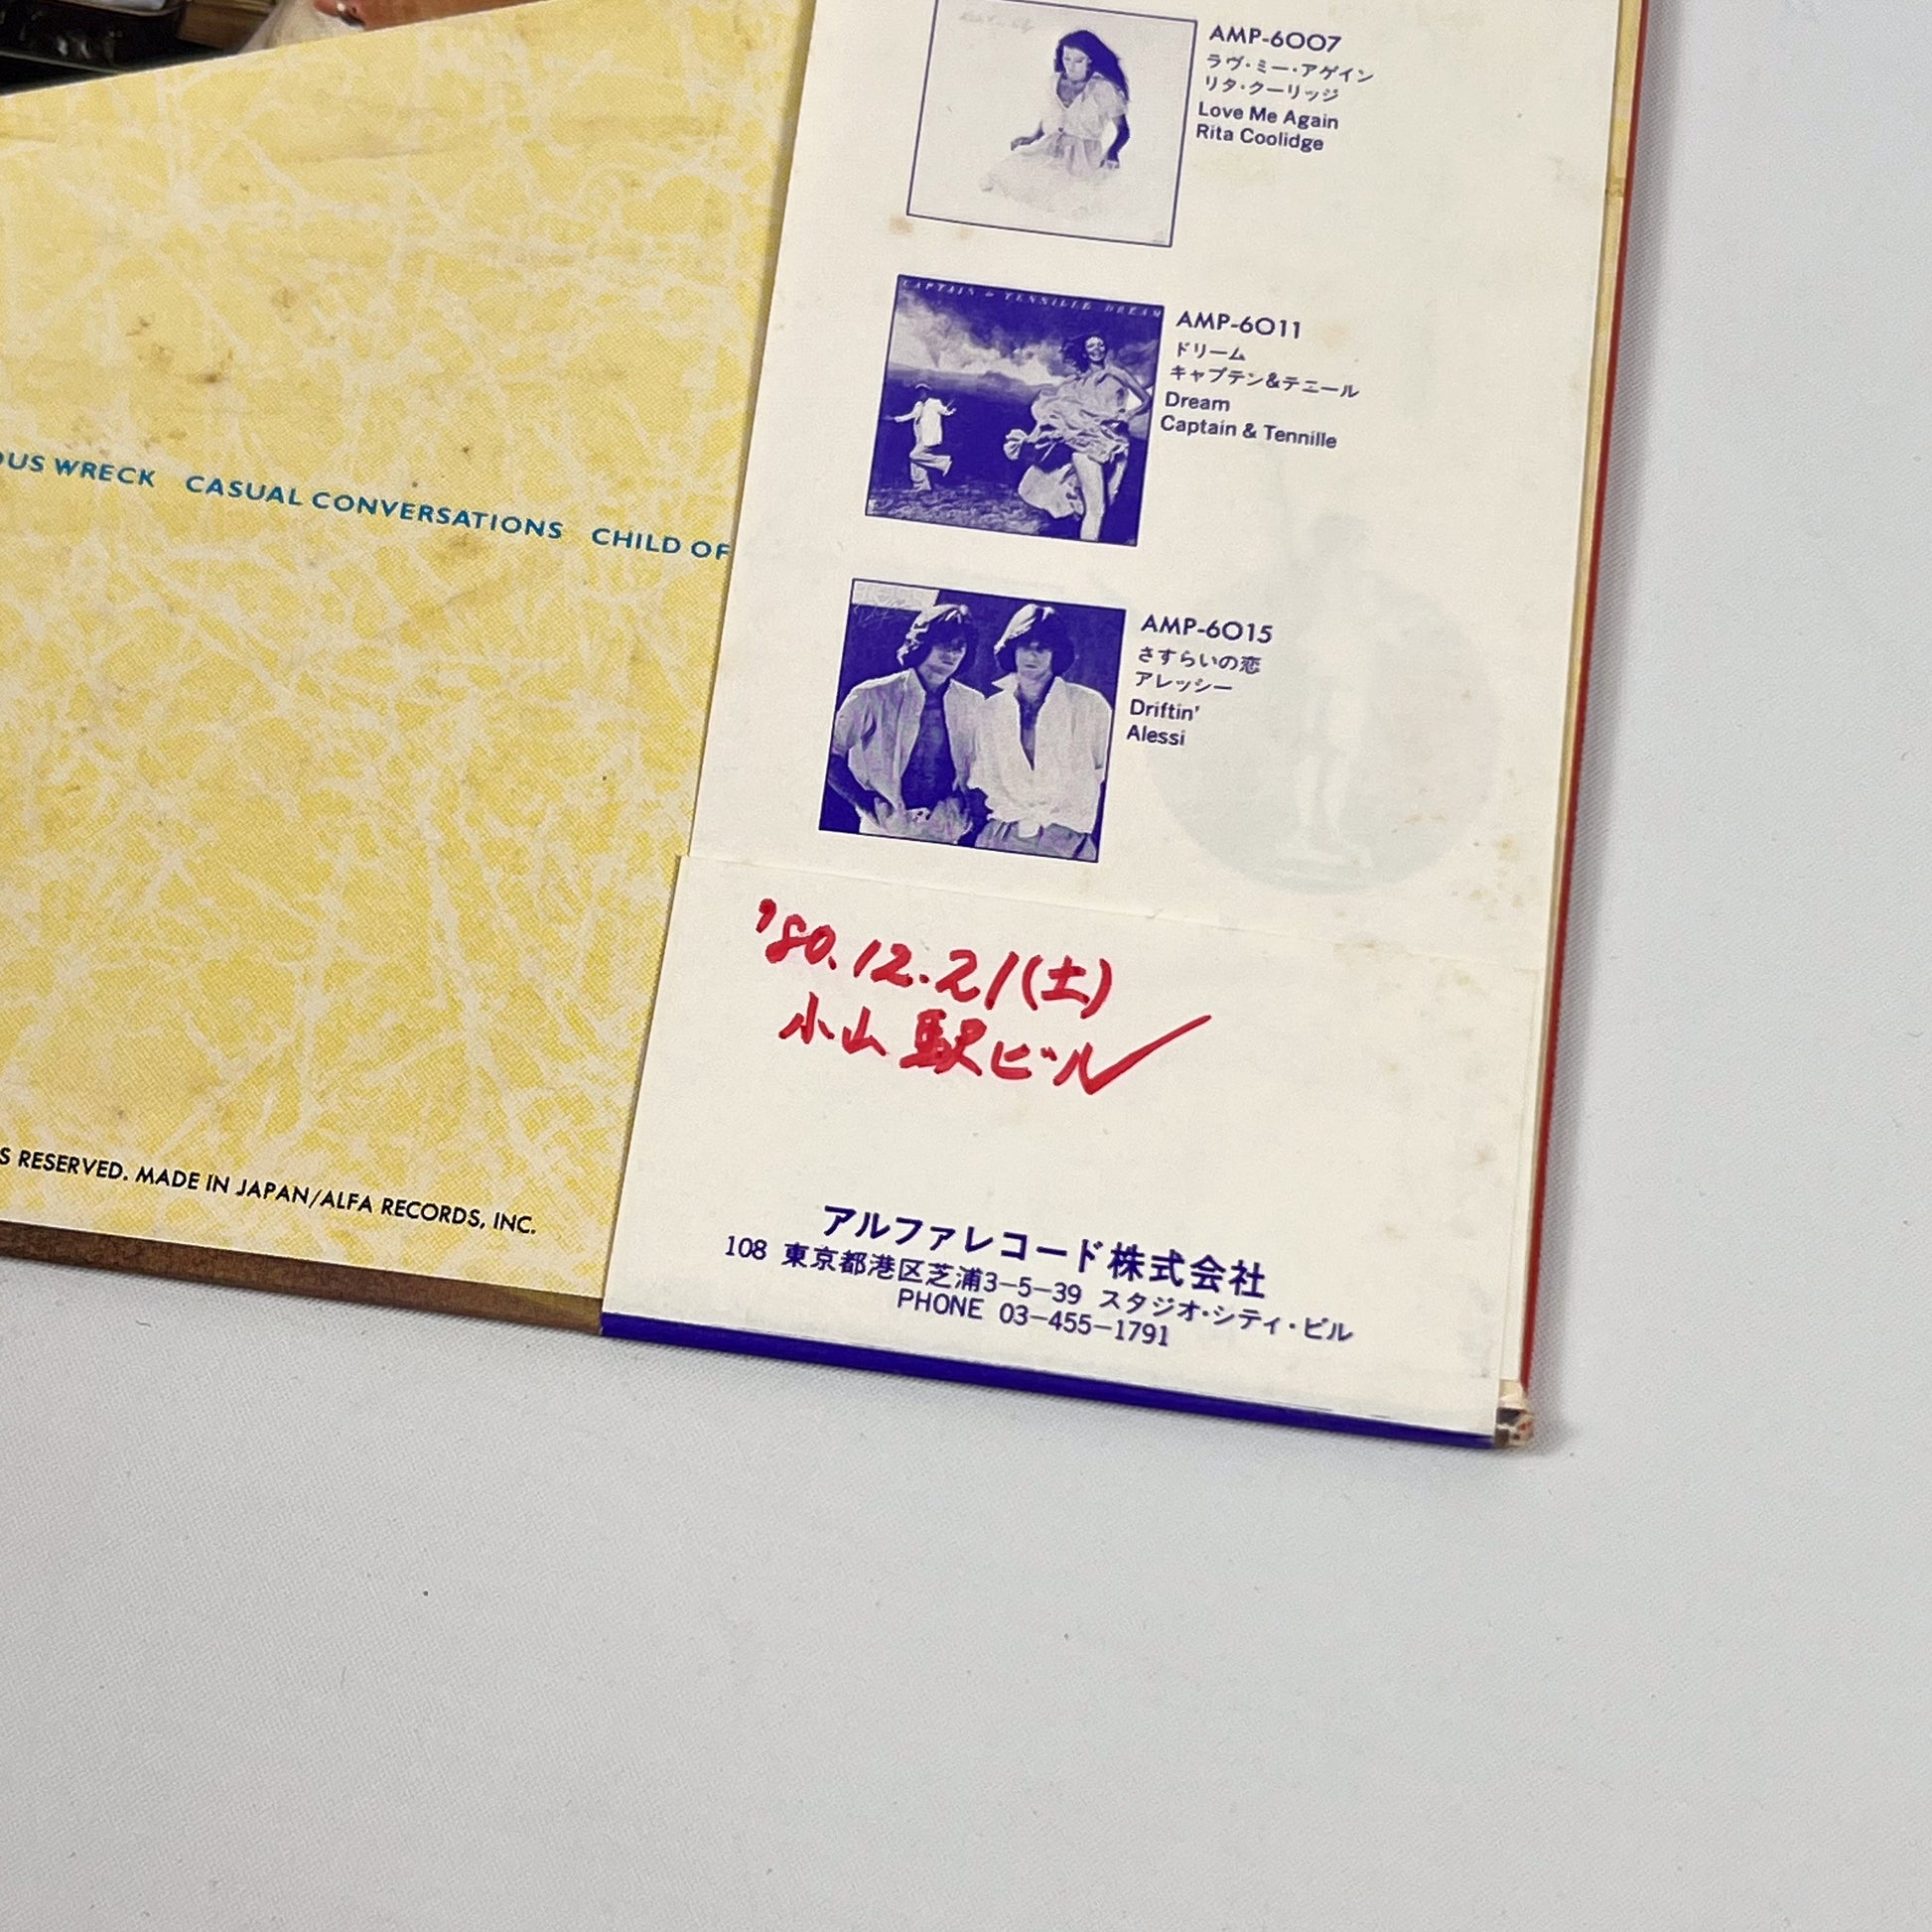 AMP-6007
ラヴ・ミー・アゲイン
リタ・クーリッジ
Love Me Again
Rita Coolidge
CAPTAIN & TENNILLE DREAM
AMP-6011
ドリーム
キャプテン&テニール
Dream
Captain & Tennille
AMP-6015
さすらいの恋
アレッシー
Driftin'
Alessi
OUS WRECK CASUAL CONVERSATIONS CHILD OF
'80.12.21(土)
小山駅ビル
S RESERVED. MADE IN JAPAN/ALFA RECORDS, INC.
アルファレコード株式会社
108 東京都港区芝浦3-5-39 スタジオ・シティ・ビル
PHONE 03-455-1791